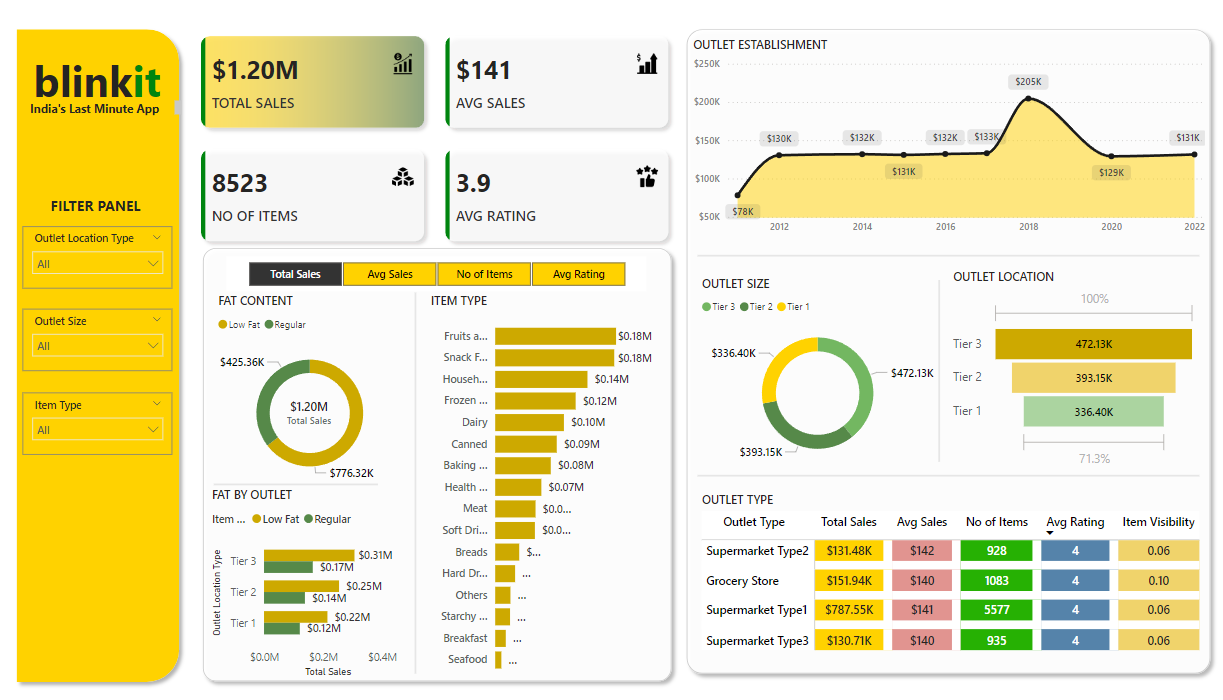 blinkit
India's Last Minute App
FILTER PANEL
Outlet Location Type
All
Outlet Size
All
Item Type
All
$1.20M
TOTAL SALES
$141
AVG SALES
8523
NO OF ITEMS
3.9
AVG RATING
Total Sales Avg Sales No of Items Avg Rating
FAT CONTENT
Low Fat Regular
$425.36K
$1.20M
Total Sales
$776.32K
FAT BY OUTLET
Item ... Low Fat Regular
Outlet Location Type
Tier 3 $0.31M
$0.17M
Tier 2 $0.25M
$0.14M
Tier 1 $0.22M
$0.12M
$0.0M $0.2M $0.4M
Total Sales
ITEM TYPE
Fruits a... $0.18M
Snack F... $0.18M
Househ... $0.14M
Frozen ... $0.12M
Dairy $0.10M
Canned $0.09M
Baking ... $0.08M
Health ... $0.07M
Meat $0.0...
Soft Dri... $0.0...
Breads $...
Hard Dr... ...
Others ...
Starchy ... ...
Breakfast ...
Seafood ...
OUTLET ESTABLISHMENT
$250K
$200K
$150K
$100K
$50K
$78K
$130K
$132K
$131K
$132K
$133K
$205K
$129K
$131K
2012 2014 2016 2018 2020 2022
OUTLET SIZE
Tier 3 Tier 2 Tier 1
$336.40K
$472.13K
$393.15K
OUTLET LOCATION
100%
Tier 3 472.13K
Tier 2 393.15K
Tier 1 336.40K
71.3%
OUTLET TYPE
Outlet Type Total Sales Avg Sales No of Items Avg Rating Item Visibility
Supermarket Type2 $131.48K $142 928 4 0.06
Grocery Store $151.94K $140 1083 4 0.10
Supermarket Type1 $787.55K $141 5577 4 0.06
Supermarket Type3 $130.71K $140 935 4 0.06